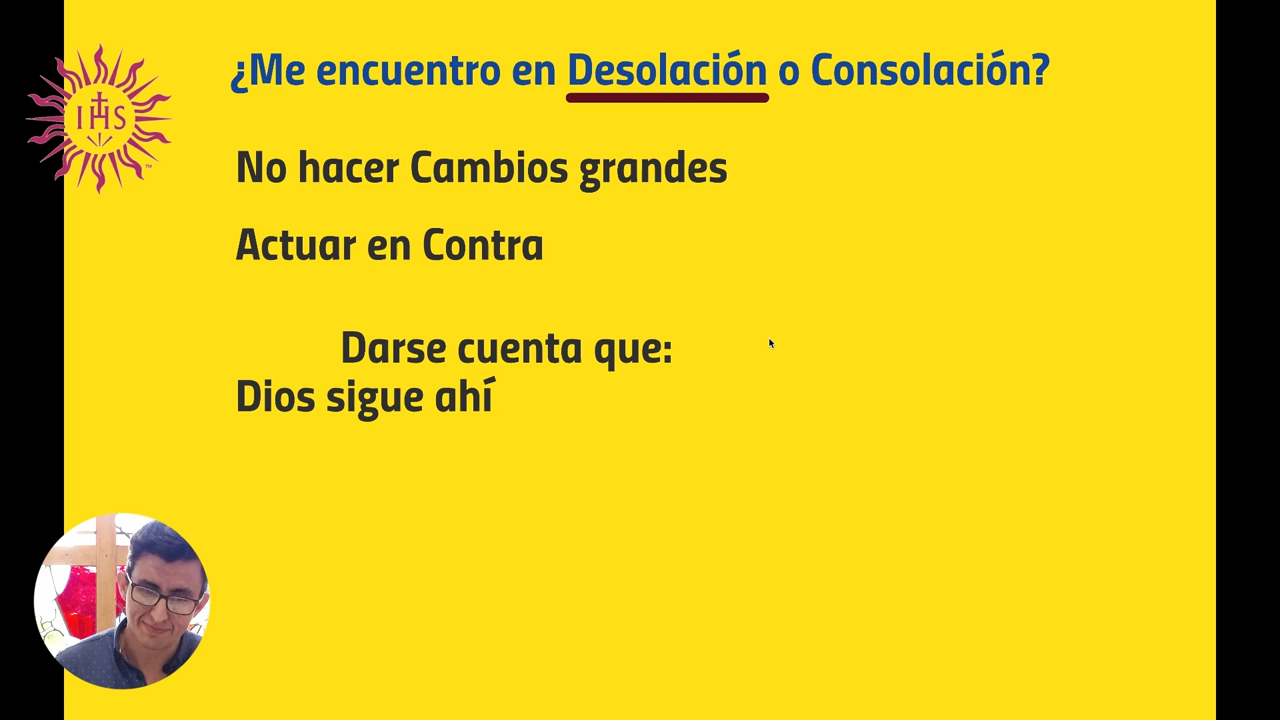 ¿Me encuentro en Desolación o Consolación?
IHS
No hacer Cambios grandes
Actuar en Contra
Darse cuenta que:
Dios sigue ahí